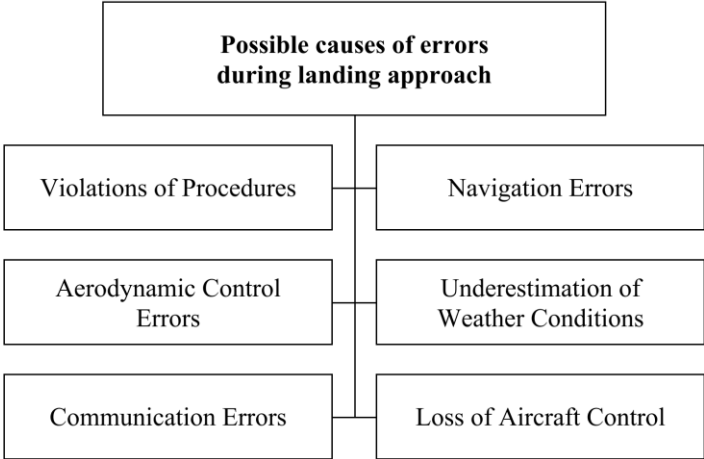 Possible causes of errors
during landing approach
Violations of Procedures
Navigation Errors
Aerodynamic Control
Errors
Underestimation of
Weather Conditions
Communication Errors
Loss of Aircraft Control